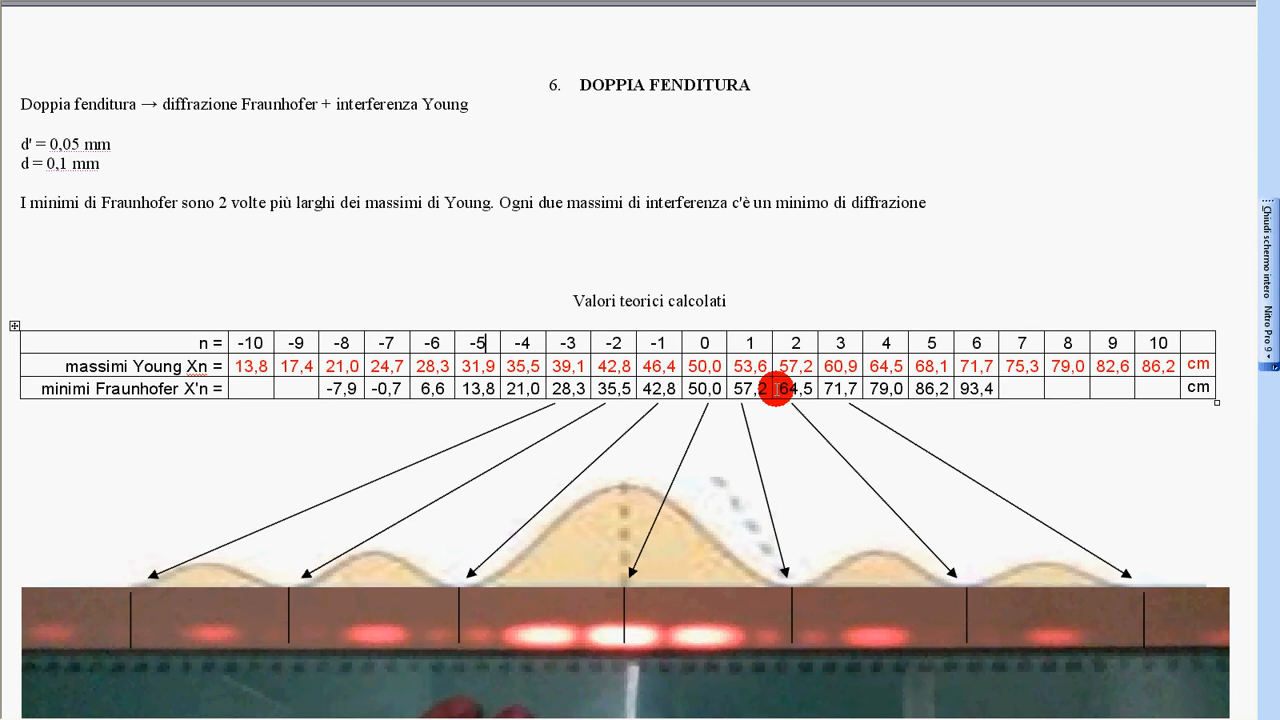 6. DOPPIA FENDITURA
Doppia fenditura → diffrazione Fraunhofer + interferenza Young
d' = 0,05 mm
d = 0,1 mm
I minimi di Fraunhofer sono 2 volte più larghi dei massimi di Young. Ogni due massimi di interferenza c'è un minimo di diffrazione
Valori teorici calcolati
n = -10 -9 -8 -7 -6 -5 -4 -3 -2 -1 0 1 2 3 4 5 6 7 8 9 10
massimi Young Xn = 13,8 17,4 21,0 24,7 28,3 31,9 35,5 39,1 42,8 46,4 50,0 53,6 57,2 60,9 64,5 68,1 71,7 75,3 79,0 82,6 86,2 cm
minimi Fraunhofer X'n = -7,9 -0,7 6,6 13,8 21,0 28,3 35,5 42,8 50,0 57,2 64,5 71,7 79,0 86,2 93,4 cm
Chiudi schermo intero
Nitro Pro 9